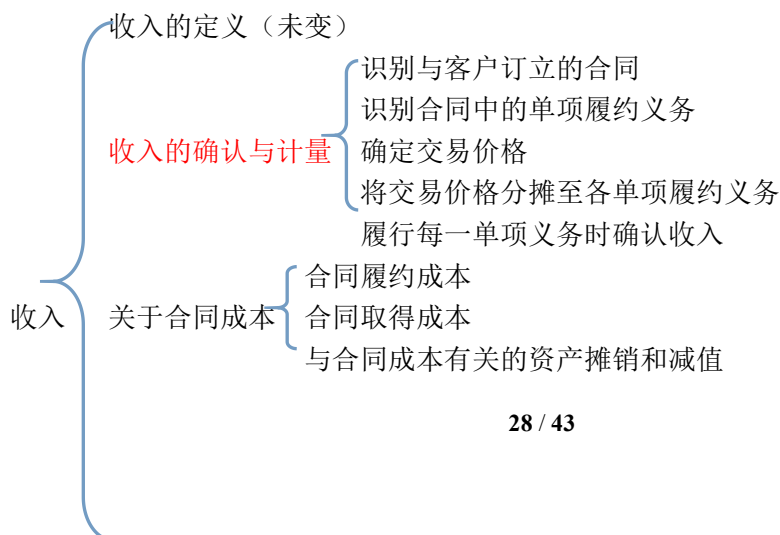 收入的定义（未变）
识别与客户订立的合同
识别合同中的单项履约义务
收入的确认与计量
确定交易价格
将交易价格分摊至各单项履约义务
履行每一单项义务时确认收入
合同履约成本
收入
关于合同成本
合同取得成本
与合同成本有关的资产摊销和减值
28 / 43